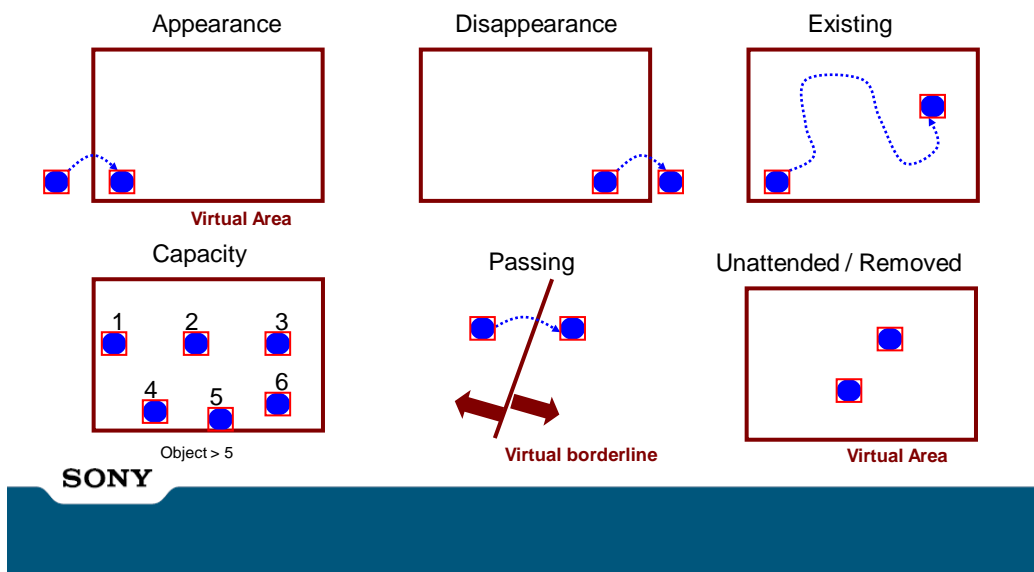 Appearance
Disappearance
Existing
Virtual Area
Capacity
Passing
Unattended / Removed
1
2
3
4
5
6
Object > 5
Virtual borderline
Virtual Area
SONY